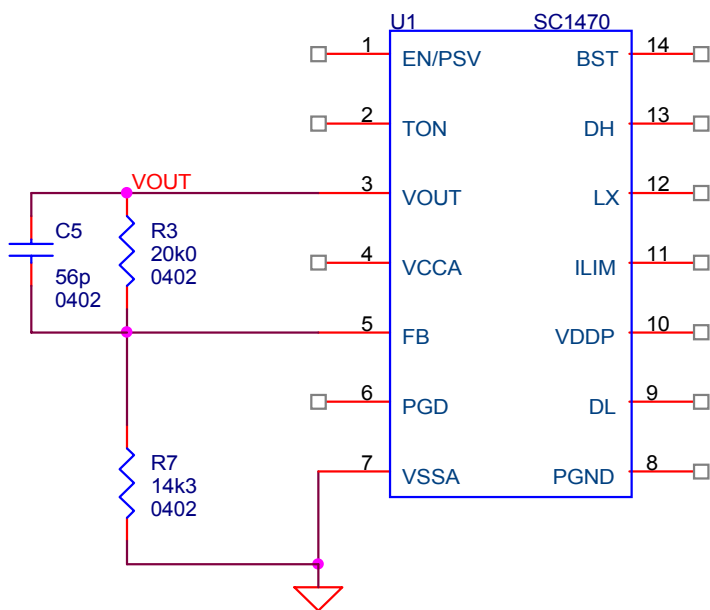 U1 SC1470
1 EN/PSV BST 14
2 TON DH 13
VOUT
3 VOUT LX 12
C5
56p
0402
R3
20k0
0402
4 VCCA ILIM 11
5 FB VDDP 10
6 PGD DL 9
R7
14k3
0402
7 VSSA PGND 8